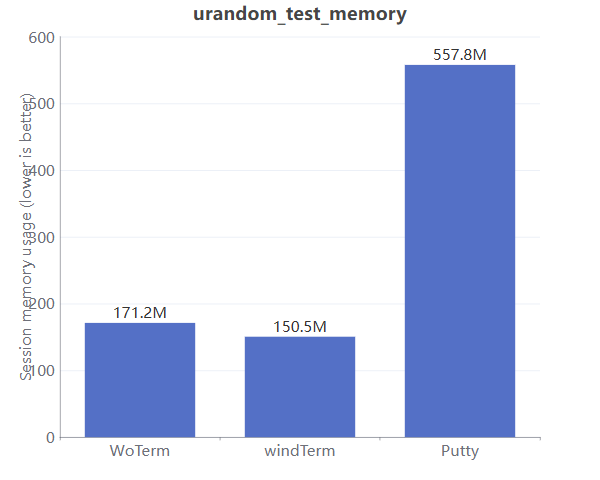 urandom_test_memory
Session memory usage (lower is better)
600
500
400
300
200
100
0
171.2M
150.5M
557.8M
WoTerm
windTerm
Putty